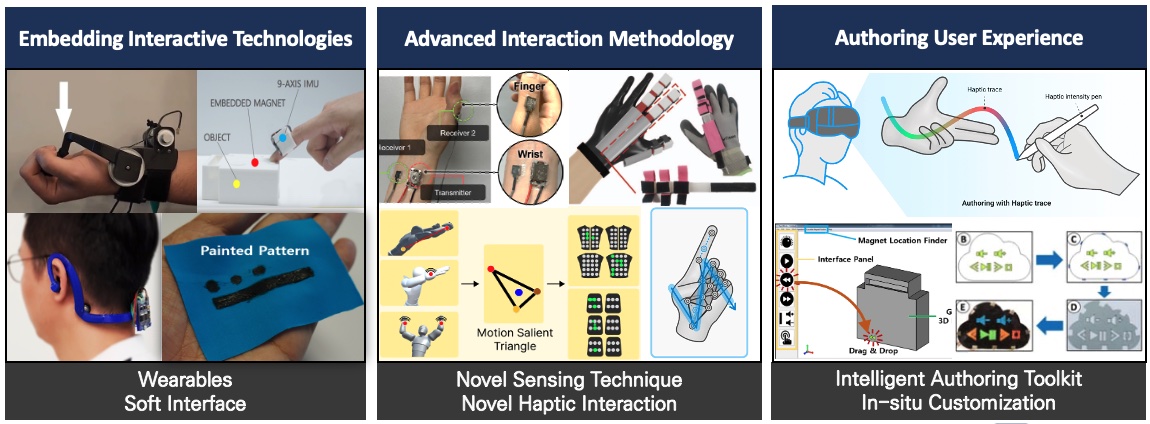 Embedding Interactive Technologies
9-AXIS IMU
EMBEDDED MAGNET
OBJECT
Painted Pattern
Wearables
Soft Interface
Advanced Interaction Methodology
Finger
Receiver 2
Receiver 1
Wrist
Transmitter
Motion Salient
Triangle
Novel Sensing Technique
Novel Haptic Interaction
Authoring User Experience
Haptic trace
Haptic intensity pen
Authoring with Haptic trace
Magnet Location Finder
Interface Panel
G
3D
Drag & Drop
B
C
E
D
Intelligent Authoring Toolkit
In-situ Customization